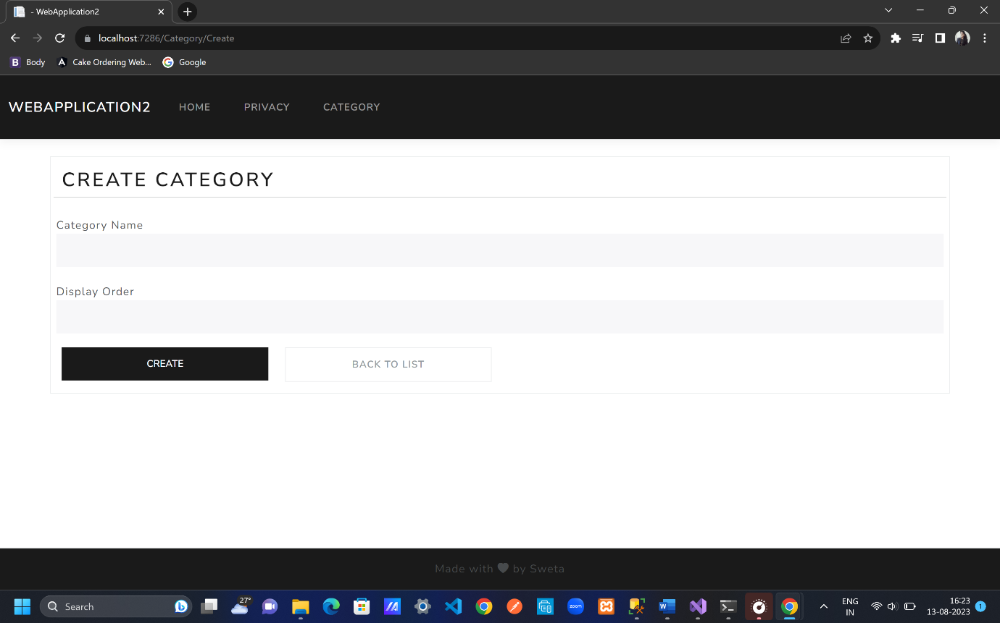 - WebApplication2
localhost:7286/Category/Create
B Body
Cake Ordering Web...
Google
WEBAPPLICATION2
HOME
PRIVACY
CATEGORY
CREATE CATEGORY
Category Name
Display Order
CREATE
BACK TO LIST
Made with 🖤 by Sweta
Search
27°
zoom
W
ENG
IN
16:23
13-08-2023
1